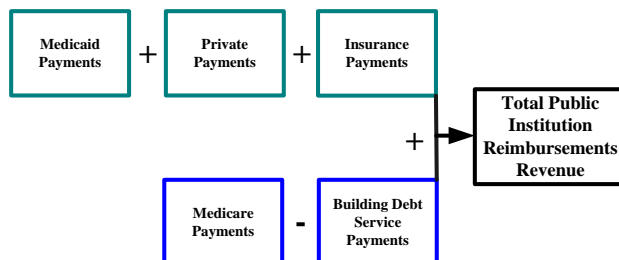 Medicaid
Payments
+
Private
Payments
+
Insurance
Payments
+
Total Public
Institution
Reimbursements
Revenue
Medicare
Payments
-
Building Debt
Service
Payments